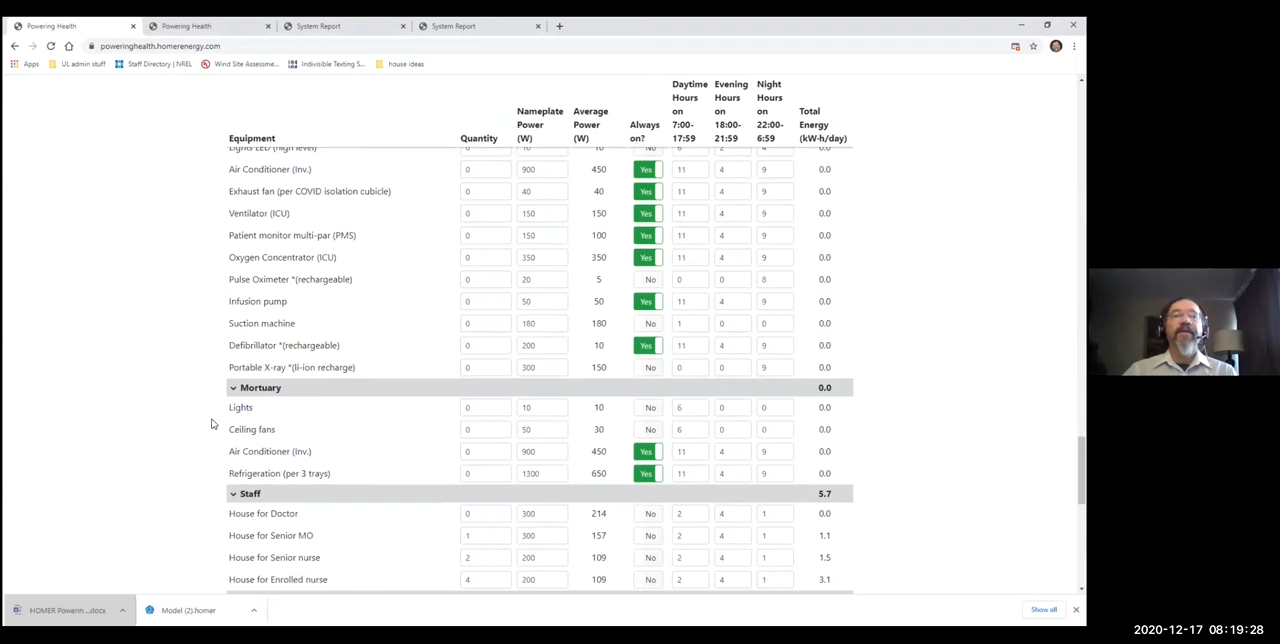 Powering Health
Powering Health
System Report
System Report
poweringhealth.homerenergy.com
Apps
UL admin stuff
Staff Directory | NREL
Wind Site Assessme...
Indivisible Texting S...
house ideas
Equipment Quantity Nameplate Power (W) Average Power (W) Always on? Daytime Hours on 7:00-17:59 Evening Hours on 18:00-21:59 Night Hours on 22:00-6:59 Total Energy (kW·h/day)
Lights LED (high level) 0 10 10 No 6 2 4 0.0
Air Conditioner (Inv.) 0 900 450 Yes 11 4 9 0.0
Exhaust fan (per COVID isolation cubicle) 0 40 40 Yes 11 4 9 0.0
Ventilator (ICU) 0 150 150 Yes 11 4 9 0.0
Patient monitor multi-par (PMS) 0 150 100 Yes 11 4 9 0.0
Oxygen Concentrator (ICU) 0 350 350 Yes 11 4 9 0.0
Pulse Oximeter *(rechargeable) 0 20 5 No 0 0 8 0.0
Infusion pump 0 50 50 Yes 11 4 9 0.0
Suction machine 0 180 180 No 1 0 0 0.0
Defibrillator *(rechargeable) 0 200 10 Yes 11 4 9 0.0
Portable X-ray *(li-ion recharge) 0 300 150 No 0 0 9 0.0
Mortuary 0.0
Lights 0 10 10 No 6 0 0 0.0
Ceiling fans 0 50 30 No 6 0 0 0.0
Air Conditioner (Inv.) 0 900 450 Yes 11 4 9 0.0
Refrigeration (per 3 trays) 0 1300 650 Yes 11 4 9 0.0
Staff 5.7
House for Doctor 0 300 214 No 2 4 1 0.0
House for Senior MO 1 300 157 No 2 4 1 1.1
House for Senior nurse 2 200 109 No 2 4 1 1.5
House for Enrolled nurse 4 200 109 No 2 4 1 3.1
HOMER Powerin....docx
Model (2).homer
Show all
2020-12-17 08:19:28